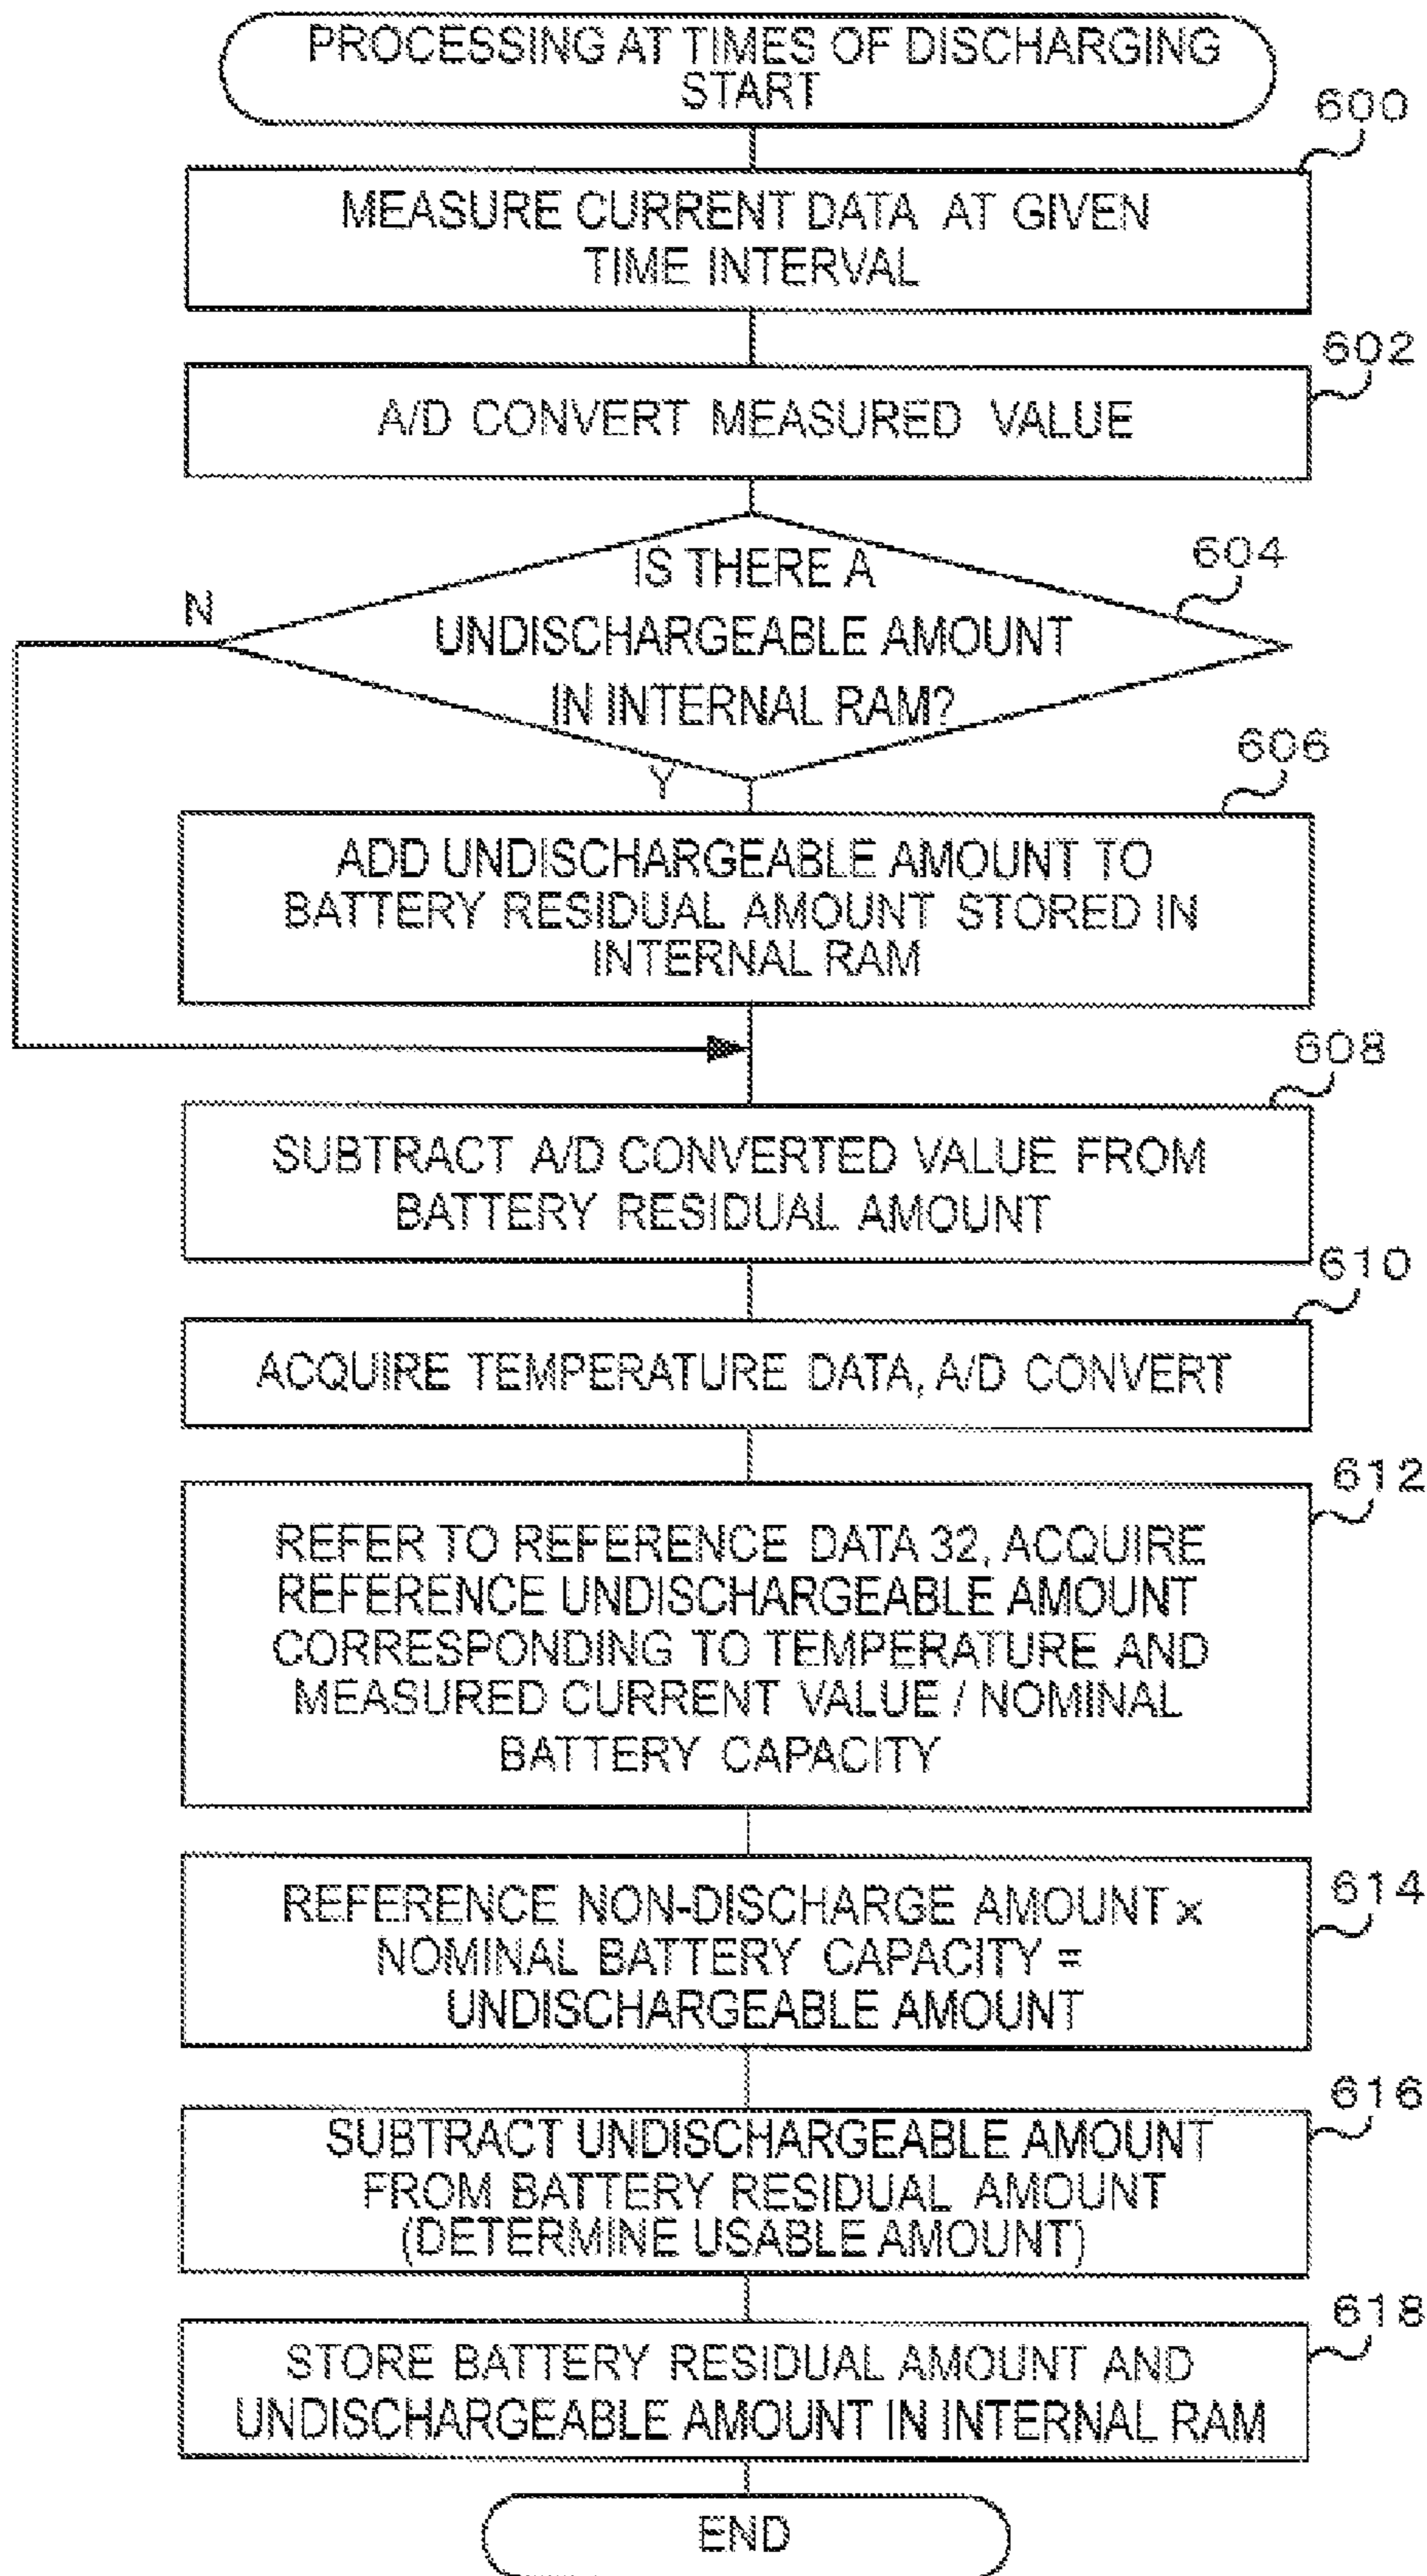 PROCESSING AT TIMES OF DISCHARGING
START
600
MEASURE CURRENT DATA AT GIVEN
TIME INTERVAL
602
A/D CONVERT MEASURED VALUE
604
IS THERE A
UNDISCHARGEABLE AMOUNT
IN INTERNAL RAM?
N
Y
606
ADD UNDISCHARGEABLE AMOUNT TO
BATTERY RESIDUAL AMOUNT STORED IN
INTERNAL RAM
608
SUBTRACT A/D CONVERTED VALUE FROM
BATTERY RESIDUAL AMOUNT
610
ACQUIRE TEMPERATURE DATA, A/D CONVERT
612
REFER TO REFERENCE DATA 32, ACQUIRE
REFERENCE UNDISCHARGEABLE AMOUNT
CORRESPONDING TO TEMPERATURE AND
MEASURED CURRENT VALUE / NOMINAL
BATTERY CAPACITY
614
REFERENCE NON-DISCHARGE AMOUNT ×
NOMINAL BATTERY CAPACITY =
UNDISCHARGEABLE AMOUNT
616
SUBTRACT UNDISCHARGEABLE AMOUNT
FROM BATTERY RESIDUAL AMOUNT
(DETERMINE USABLE AMOUNT)
618
STORE BATTERY RESIDUAL AMOUNT AND
UNDISCHARGEABLE AMOUNT IN INTERNAL RAM
END